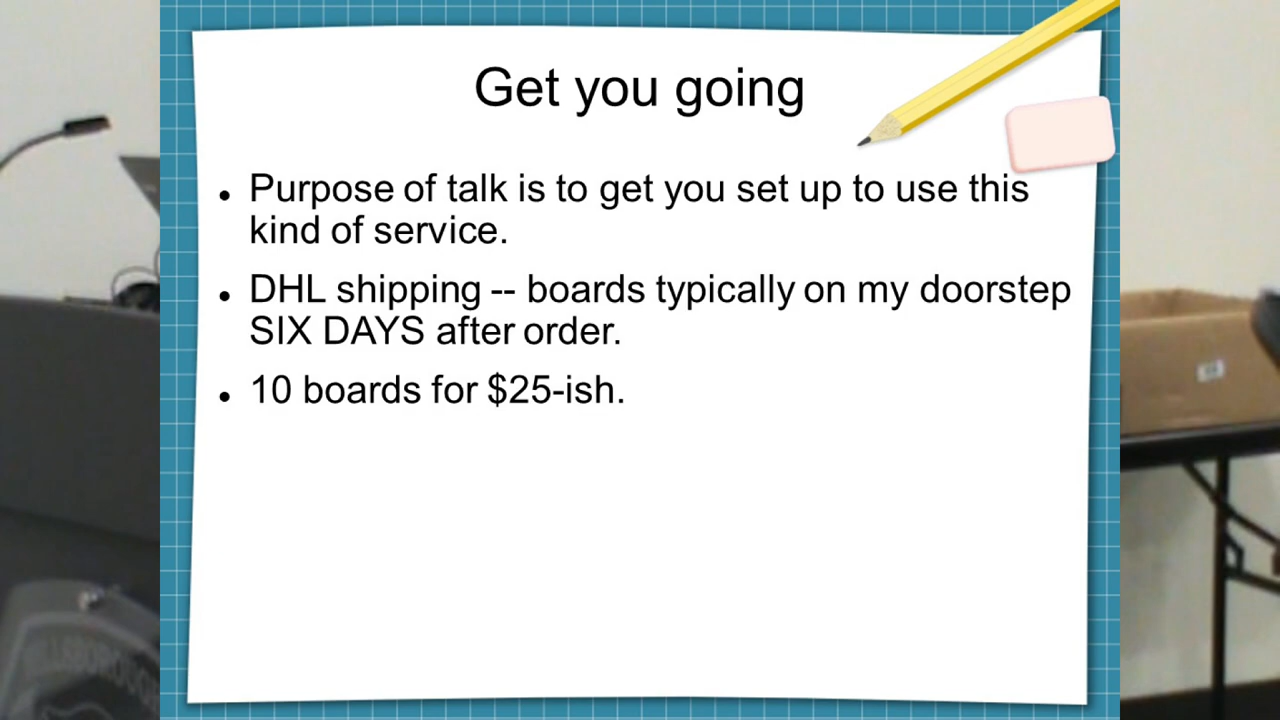 Get you going
• Purpose of talk is to get you set up to use this
kind of service.
• DHL shipping -- boards typically on my doorstep
SIX DAYS after order.
• 10 boards for $25-ish.